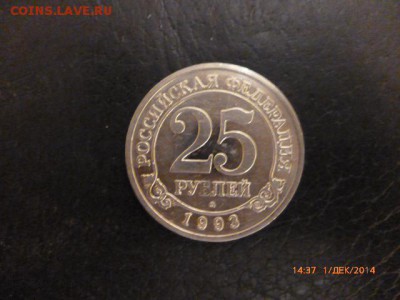 COINS.LAVE.RU
РОССИЙСКАЯ ФЕДЕРАЦИЯ
25
РУБЛЕЙ
1993
14:37 1/ДЕК/2014